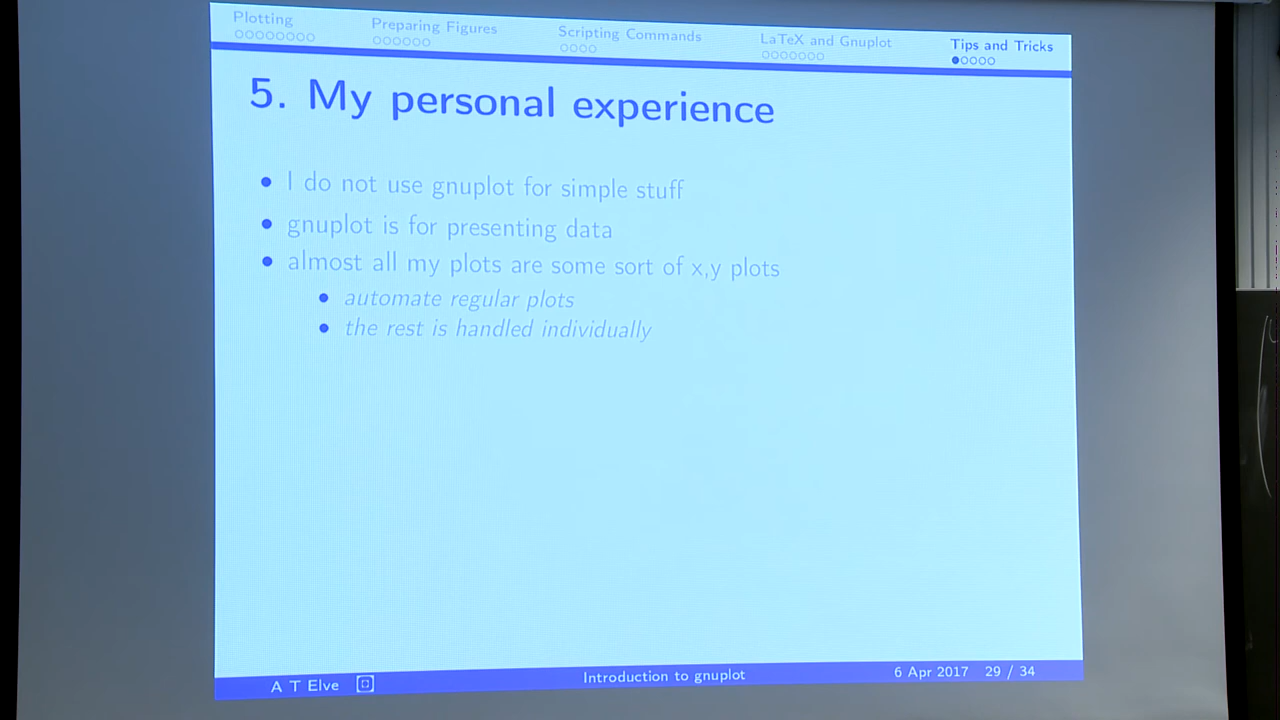 Plotting
Preparing Figures
Scripting Commands
LaTeX and Gnuplot
Tips and Tricks
5. My personal experience
I do not use gnuplot for simple stuff
gnuplot is for presenting data
almost all my plots are some sort of x,y plots
automate regular plots
the rest is handled individually
A T Elve
Introduction to gnuplot
6 Apr 2017 29 / 34